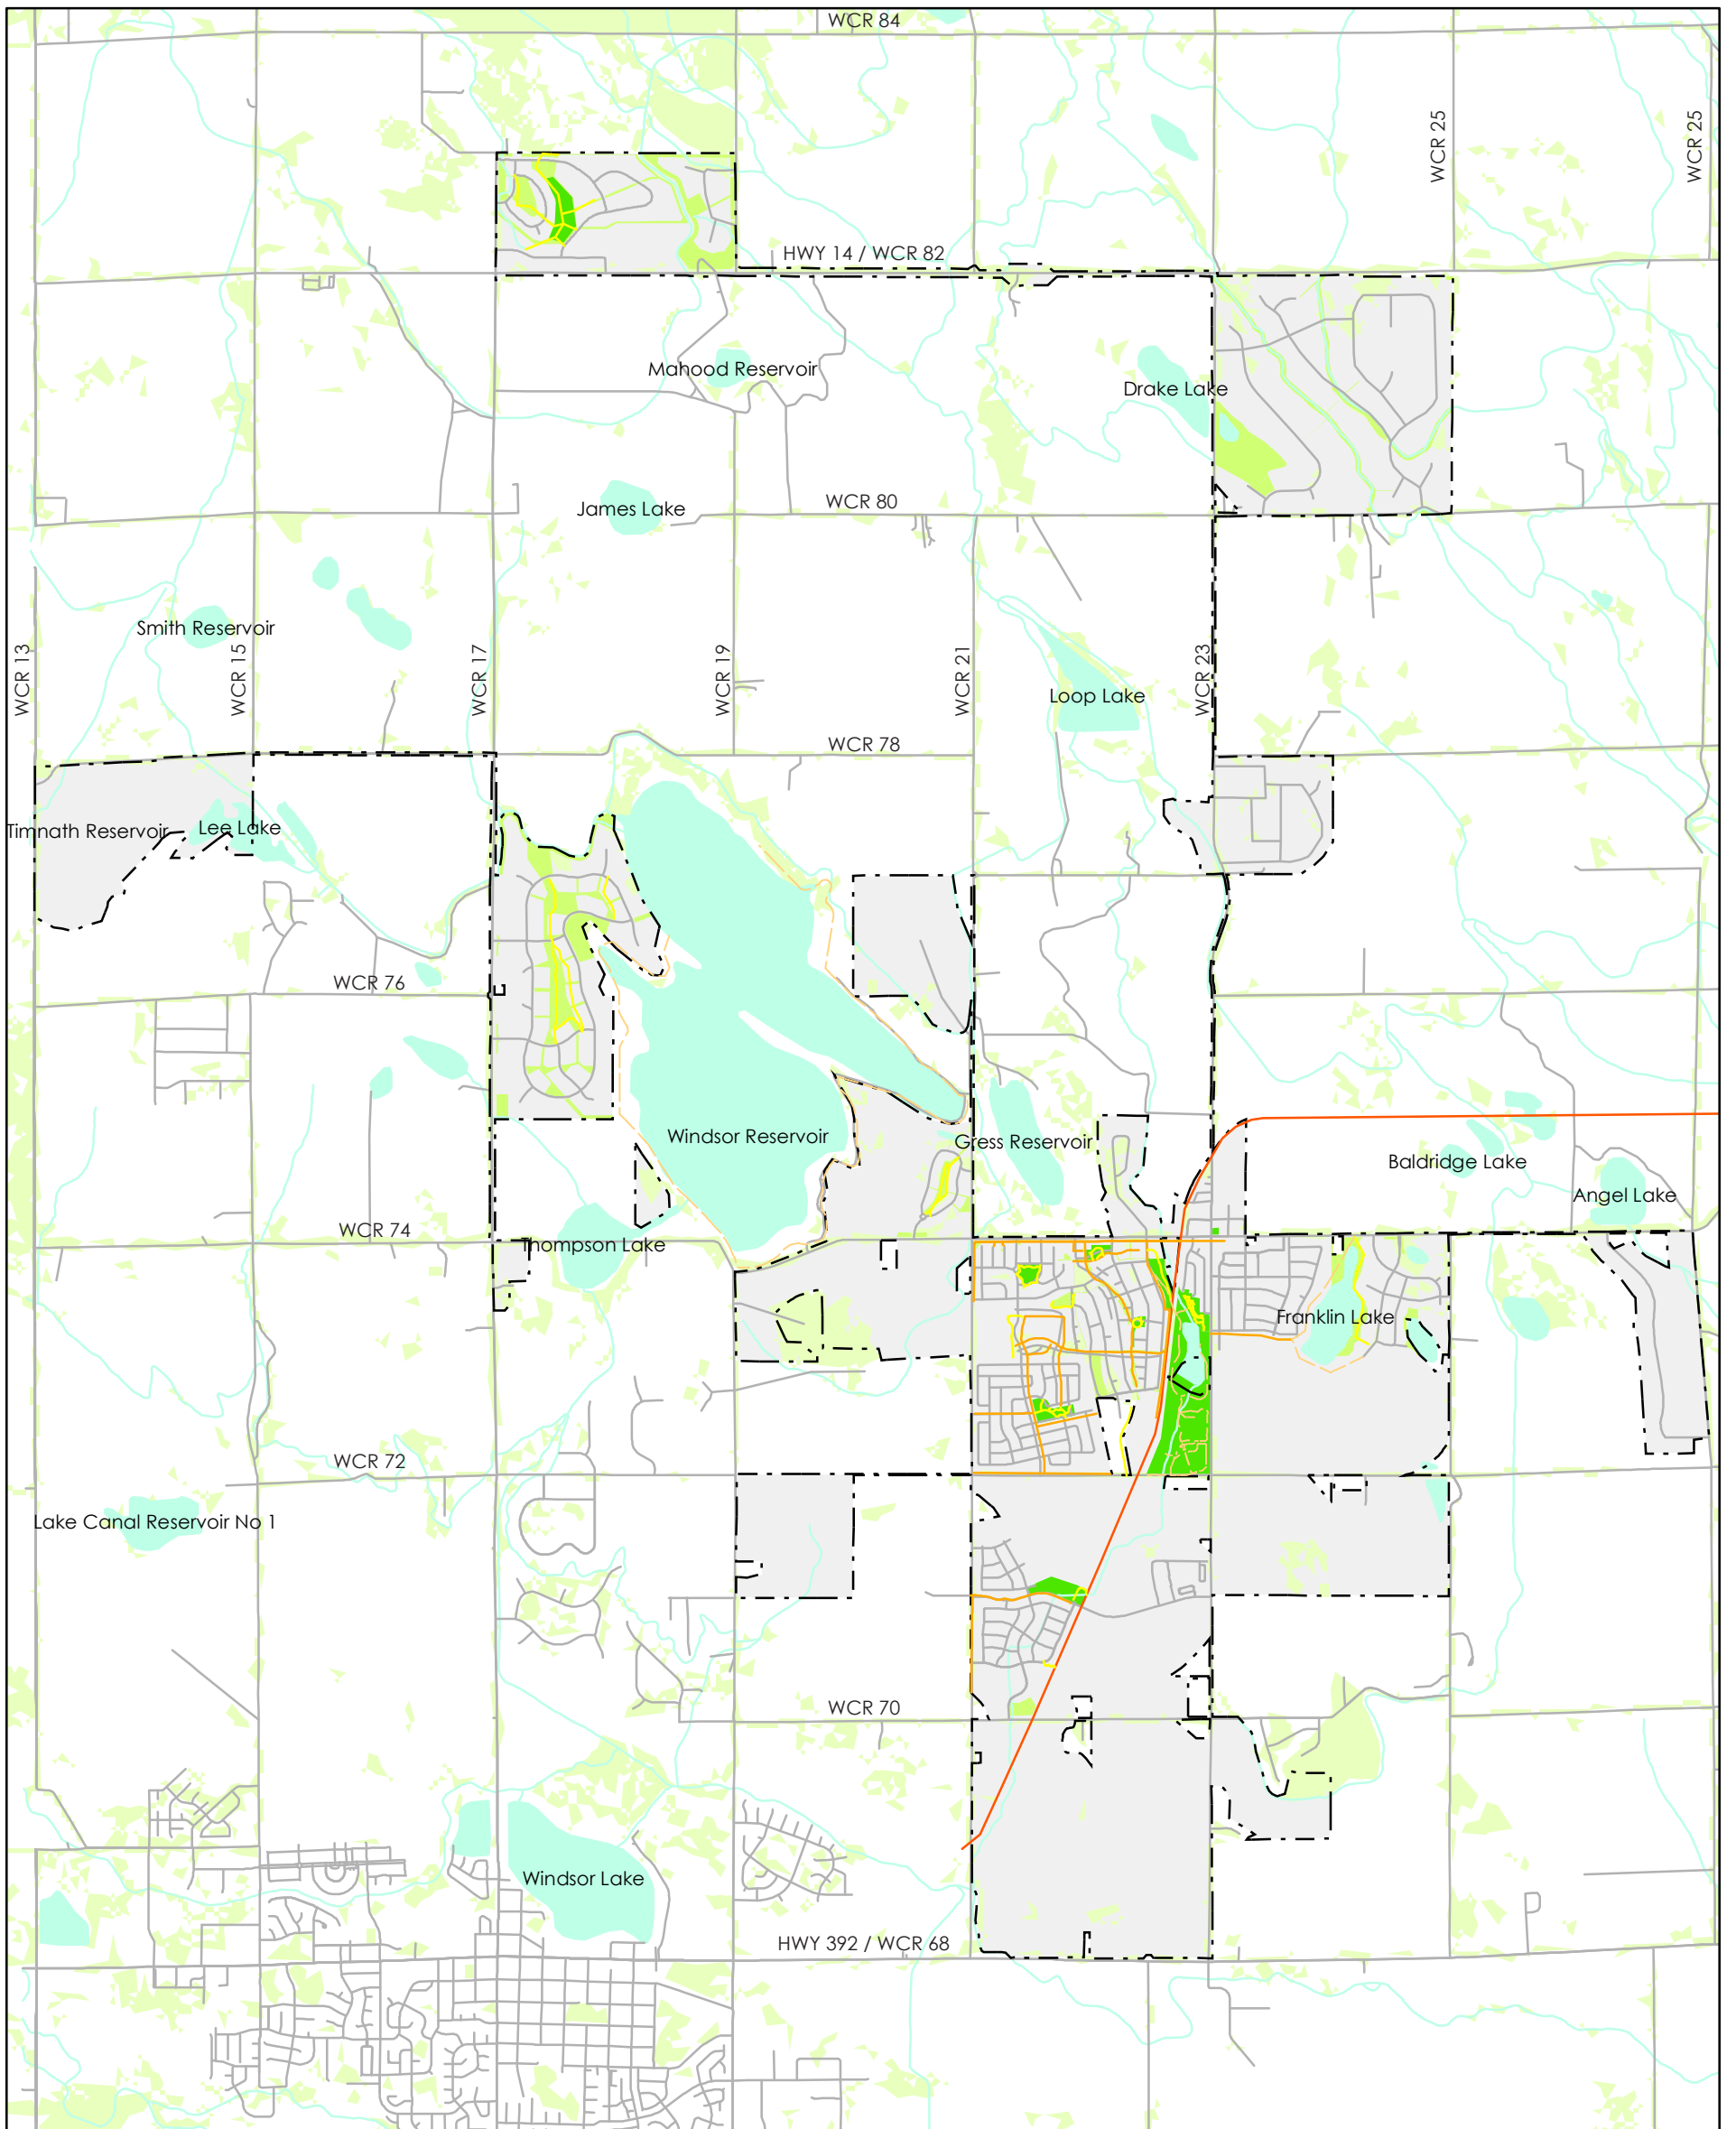 WCR 84
WCR 25
WCR 25
HWY 14 / WCR 82
Mahood Reservoir
Drake Lake
WCR 80
James Lake
Smith Reservoir
WCR 13
WCR 15
WCR 17
WCR 19
WCR 21
WCR 23
Loop Lake
WCR 78
Timnath Reservoir
Lee Lake
WCR 76
Windsor Reservoir
Gress Reservoir
Baldridge Lake
Angel Lake
WCR 74
Thompson Lake
Franklin Lake
WCR 72
Lake Canal Reservoir No 1
WCR 70
Windsor Lake
HWY 392 / WCR 68